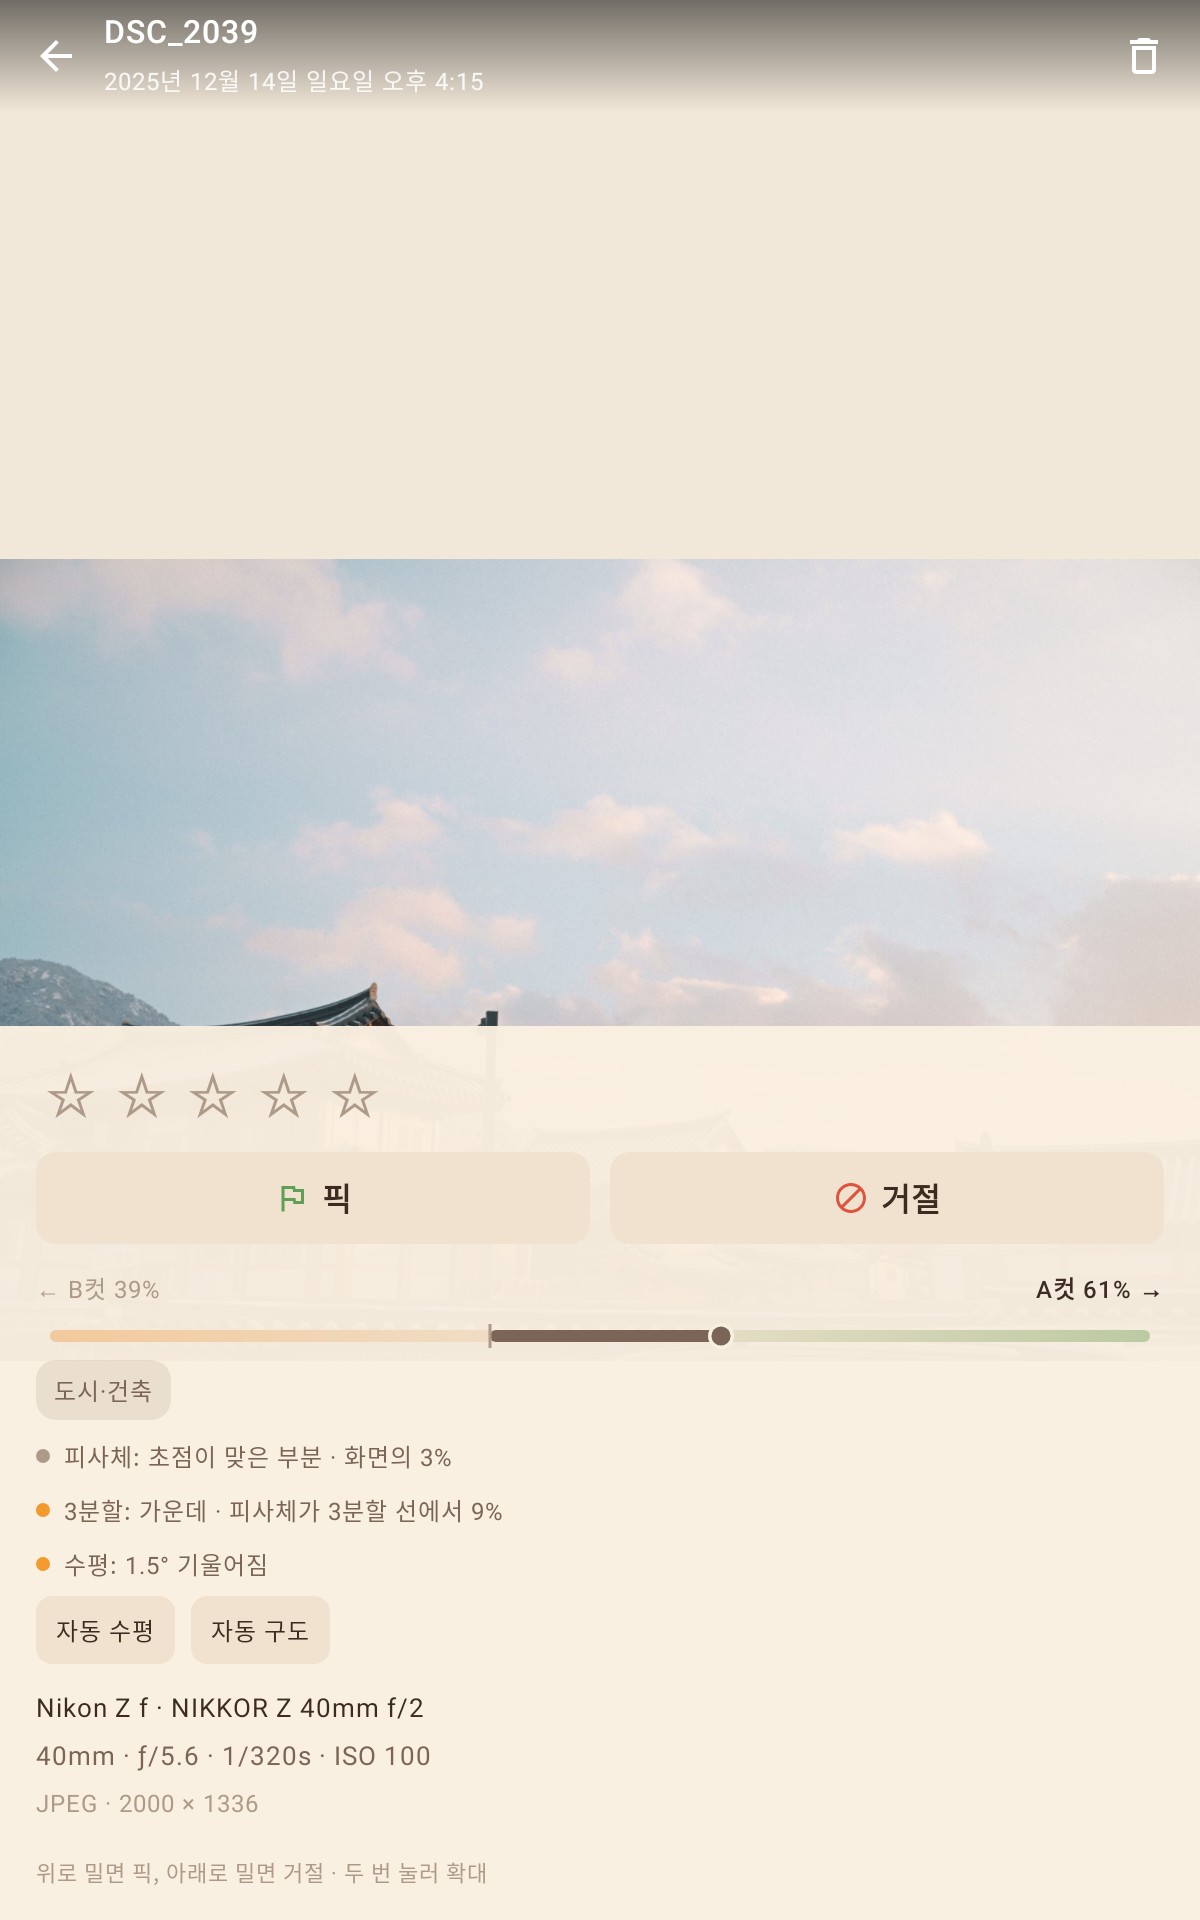 DSC_2039
2025년 12월 14일 일요일 오후 4:15
픽
거절
← B컷 39%
A컷 61% →
도시·건축
피사체: 초점이 맞은 부분 · 화면의 3%
3분할: 가운데 · 피사체가 3분할 선에서 9%
수평: 1.5° 기울어짐
자동 수평
자동 구도
Nikon Z f · NIKKOR Z 40mm f/2
40mm · ƒ/5.6 · 1/320s · ISO 100
JPEG · 2000 × 1336
위로 밀면 픽, 아래로 밀면 거절 · 두 번 눌러 확대